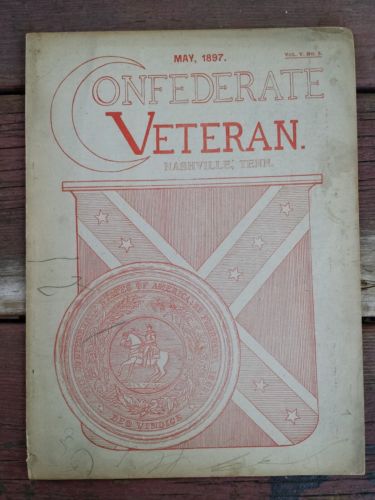 MAY, 1897.
VOL. V. No. 5.
CONFEDERATE
VETERAN.
NASHVILLE, TENN.
DEO VINDICE